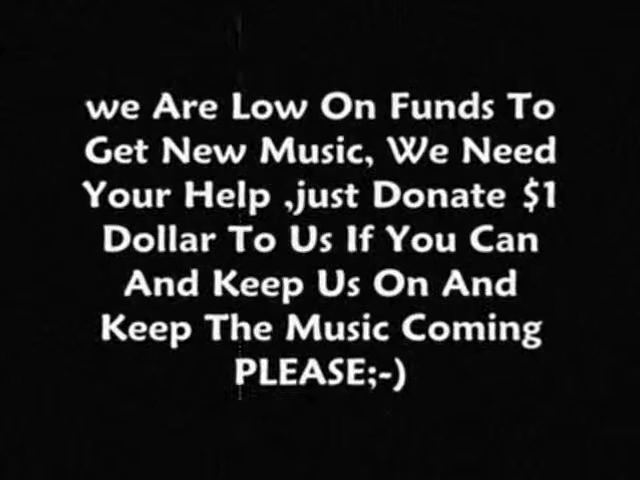 we Are Low On Funds To
Get New Music, We Need
Your Help ,just Donate $1
Dollar To Us If You Can
And Keep Us On And
Keep The Music Coming
PLEASE;-)